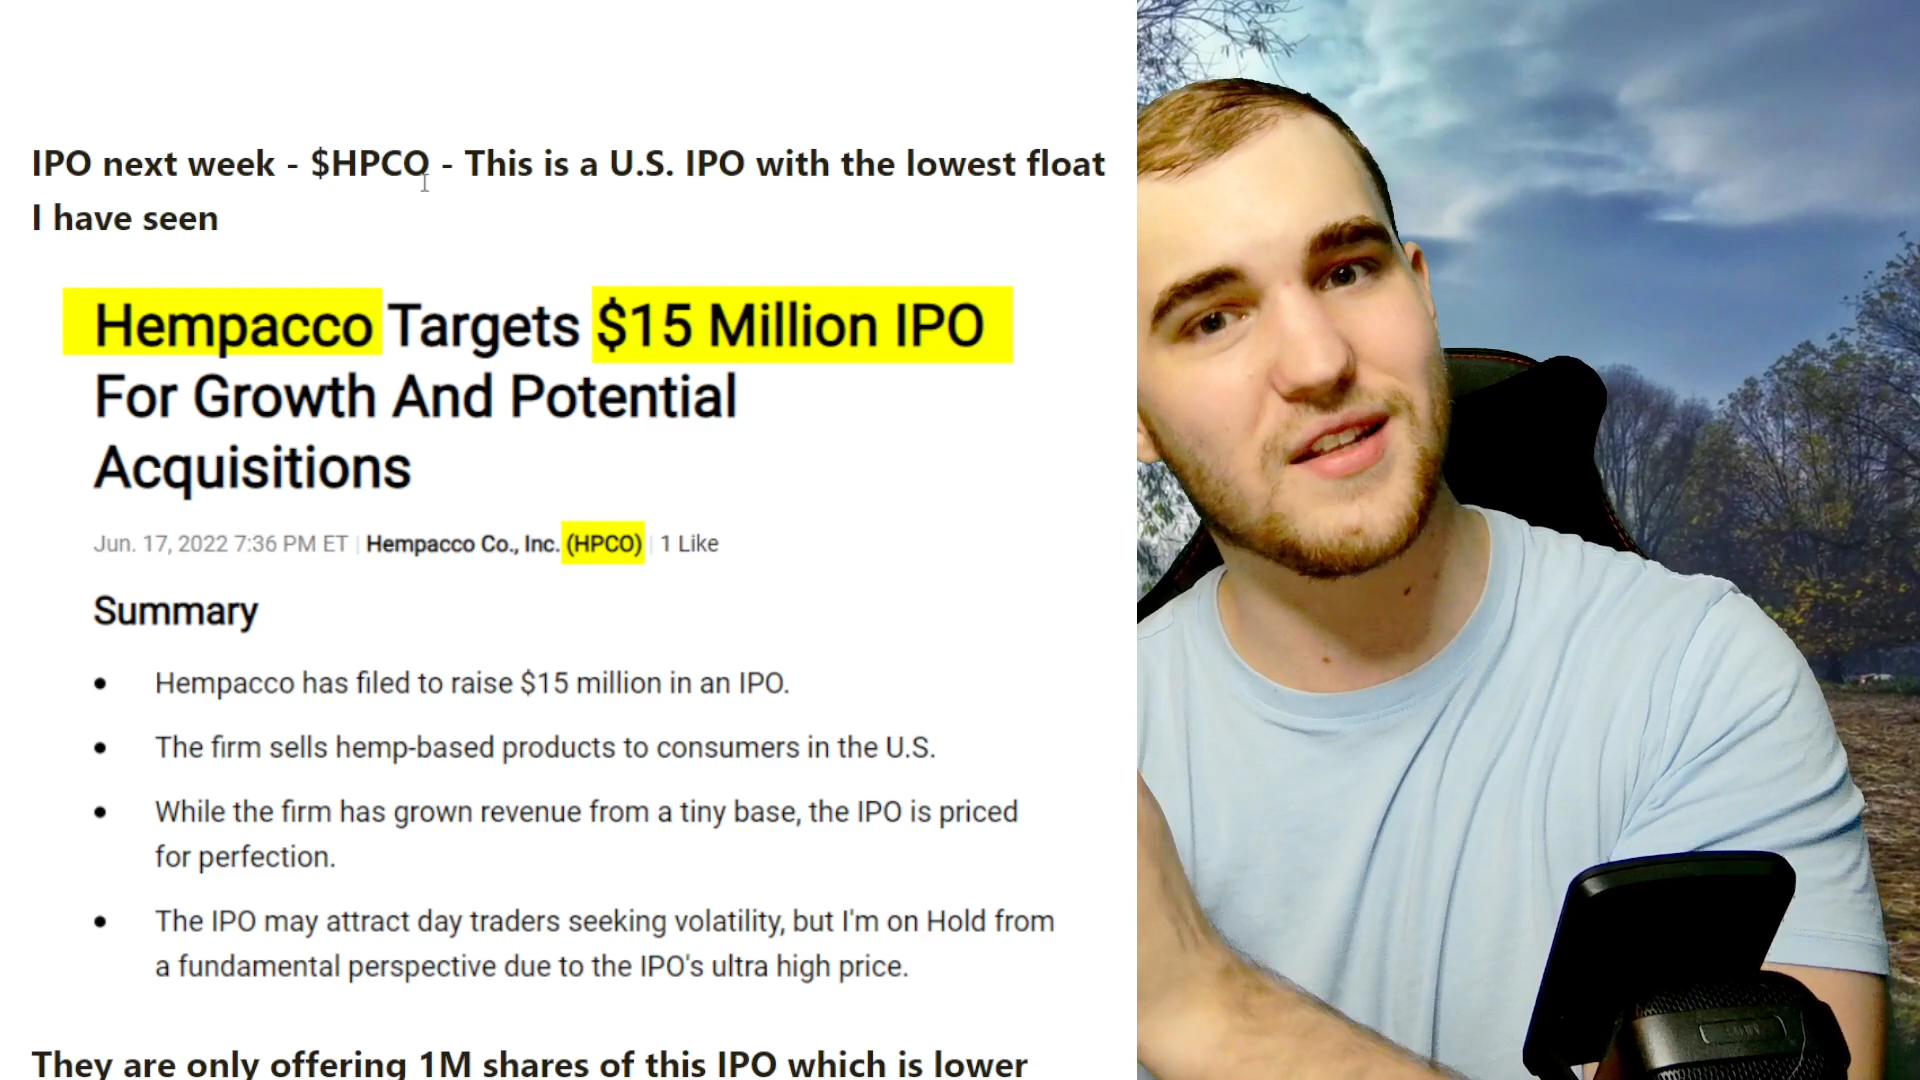 IPO next week - $HPCO - This is a U.S. IPO with the lowest float
I have seen
Hempacco Targets $15 Million IPO
For Growth And Potential
Acquisitions
Jun. 17, 2022 7:36 PM ET | Hempacco Co., Inc. (HPCO) | 1 Like
Summary
• Hempacco has filed to raise $15 million in an IPO.
• The firm sells hemp-based products to consumers in the U.S.
• While the firm has grown revenue from a tiny base, the IPO is priced
for perfection.
• The IPO may attract day traders seeking volatility, but I'm on Hold from
a fundamental perspective due to the IPO's ultra high price.
They are only offering 1M shares of this IPO which is lower